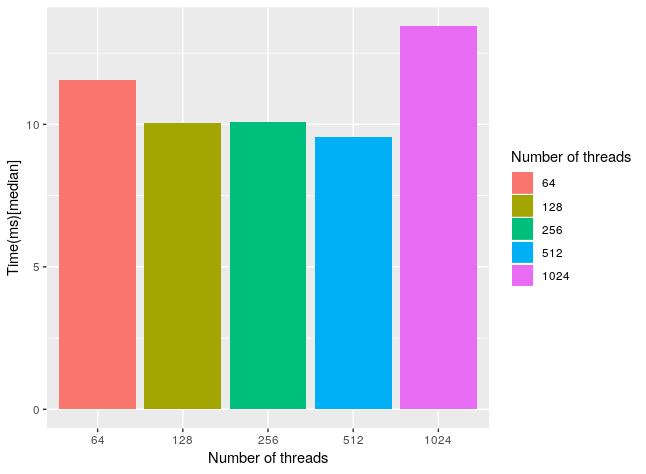 Time(ms)[median]
10
5
0
64 128 256 512 1024
Number of threads
Number of threads
64
128
256
512
1024